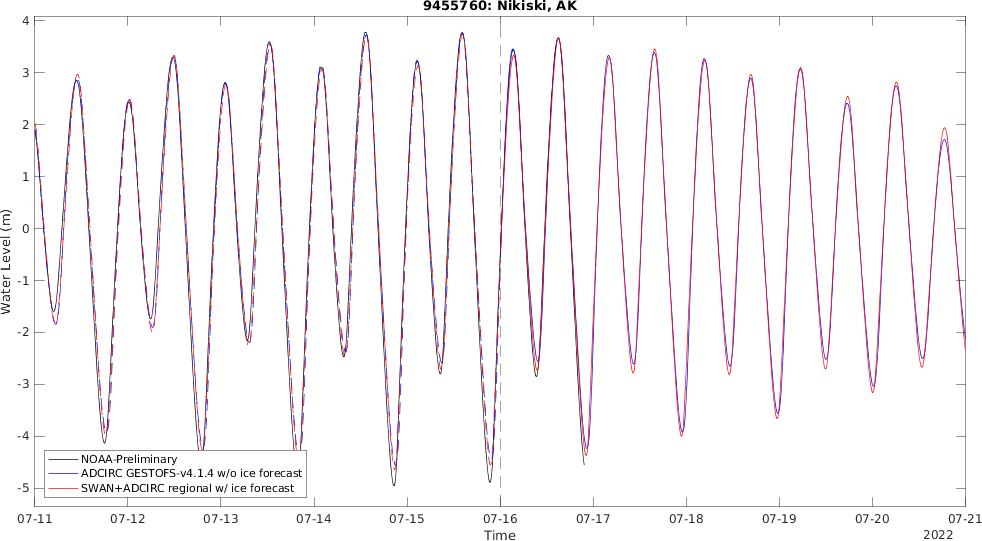 9455760: Nikiski, AK
4
3
2
1
0
-1
-2
-3
-4
-5
Water Level (m)
NOAA-Preliminary
ADCIRC GESTOFS-v4.1.4 w/o ice forecast
SWAN+ADCIRC regional w/ ice forecast
07-11 07-12 07-13 07-14 07-15 07-16 07-17 07-18 07-19 07-20 07-21
Time
2022